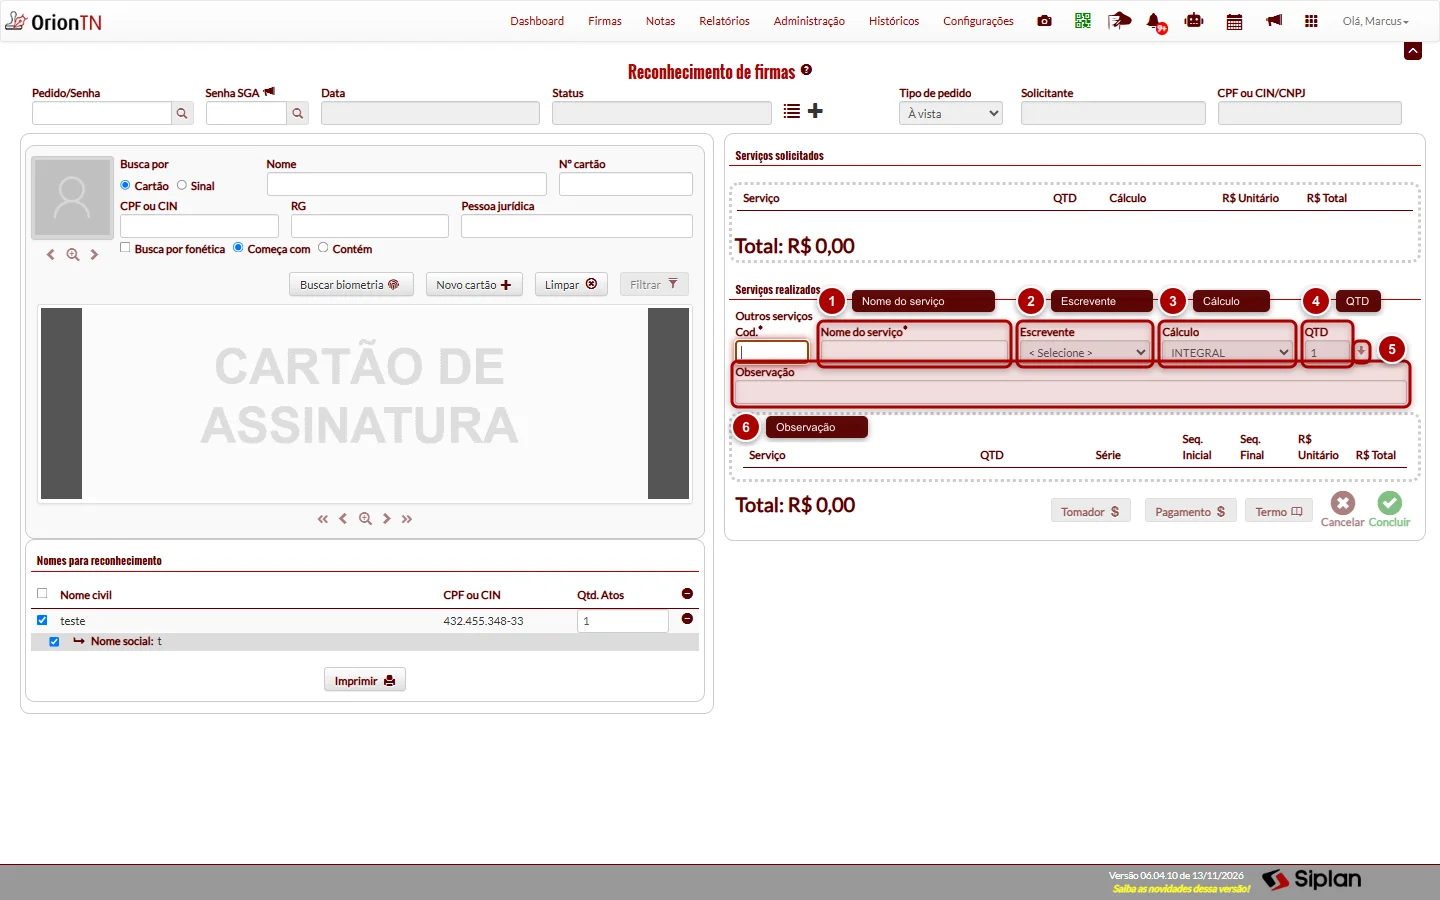 OrionTN
Dashboard Firmas Notas Relatórios Administração Históricos Configurações 9+ Olá, Marcus
Reconhecimento de firmas ?
Pedido/Senha Senha SGA Data Status Tipo de pedido Solicitante CPF ou CIN/CNPJ
À vista
Busca por Nome Nº cartão
Cartão Sinal
CPF ou CIN RG Pessoa jurídica
Busca por fonética Começa com Contém
Buscar biometria Novo cartão Limpar Filtrar
CARTÃO DE
ASSINATURA
Nomes para reconhecimento
Nome civil CPF ou CIN Qtd. Atos
teste 432.455.348-33 1
Nome social: t
Imprimir
Serviços solicitados
Serviço QTD Cálculo R$ Unitário R$ Total
Total: R$ 0,00
Serviços realizados
1 Nome do serviço 2 Escrevente 3 Cálculo 4 QTD
Outros serviços
Cod.* Nome do serviço* Escrevente Cálculo QTD
< Selecione > INTEGRAL 1 5
Observação
6 Observação
Serviço QTD Série Seq. Inicial Seq. Final R$ Unitário R$ Total
Total: R$ 0,00
Tomador $ Pagamento $ Termo Cancelar Concluir
Versão 06.04.10 de 13/11/2026
Saiba as novidades dessa versão!
Siplan